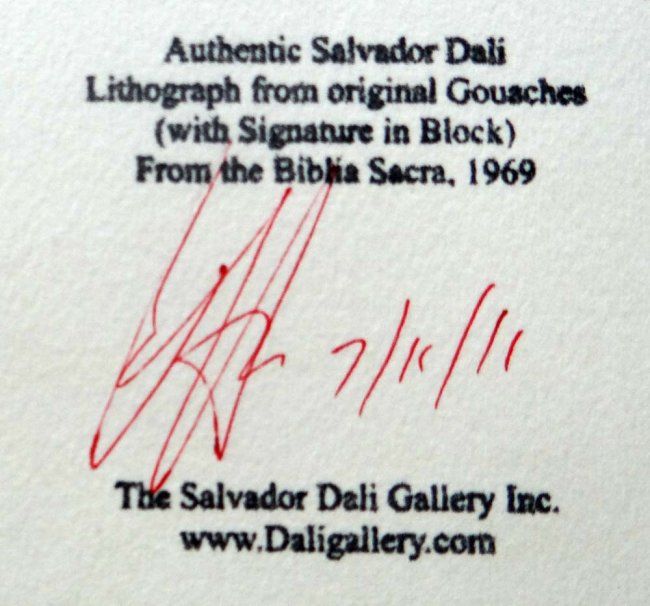 Authentic Salvador Dali
Lithograph from original Gouaches
(with Signature in Block)
From the Biblia Sacra, 1969
7/11/11
The Salvador Dali Gallery Inc.
www.Daligallery.com